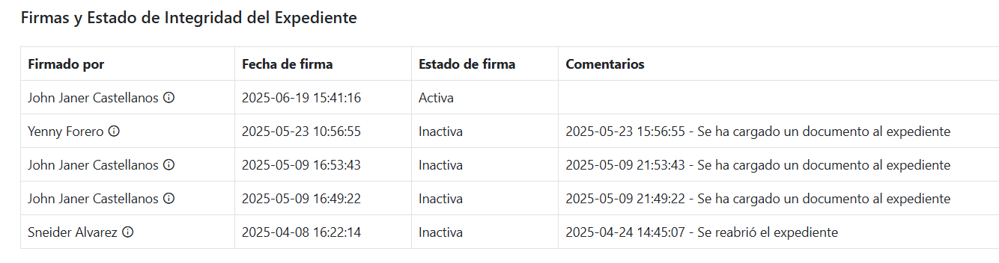 Firmas y Estado de Integridad del Expediente
Firmado por Fecha de firma Estado de firma Comentarios
John Janer Castellanos 2025-06-19 15:41:16 Activa
Yenny Forero 2025-05-23 10:56:55 Inactiva 2025-05-23 15:56:55 - Se ha cargado un documento al expediente
John Janer Castellanos 2025-05-09 16:53:43 Inactiva 2025-05-09 21:53:43 - Se ha cargado un documento al expediente
John Janer Castellanos 2025-05-09 16:49:22 Inactiva 2025-05-09 21:49:22 - Se ha cargado un documento al expediente
Sneider Alvarez 2025-04-08 16:22:14 Inactiva 2025-04-24 14:45:07 - Se reabrió el expediente